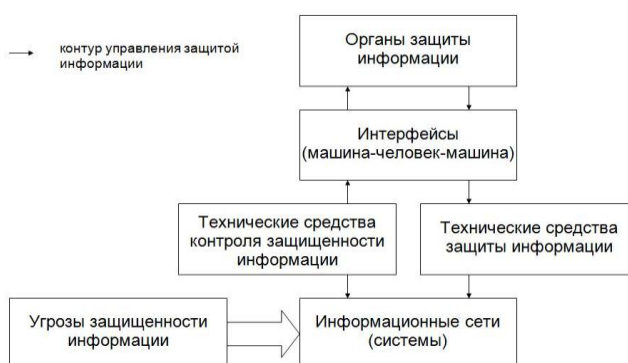 контур управления защитой
информации
Органы защиты
информации
Интерфейсы
(машина-человек-машина)
Технические средства
контроля защищенности
информации
Технические средства
защиты информации
Угрозы защищенности
информации
Информационные сети
(системы)